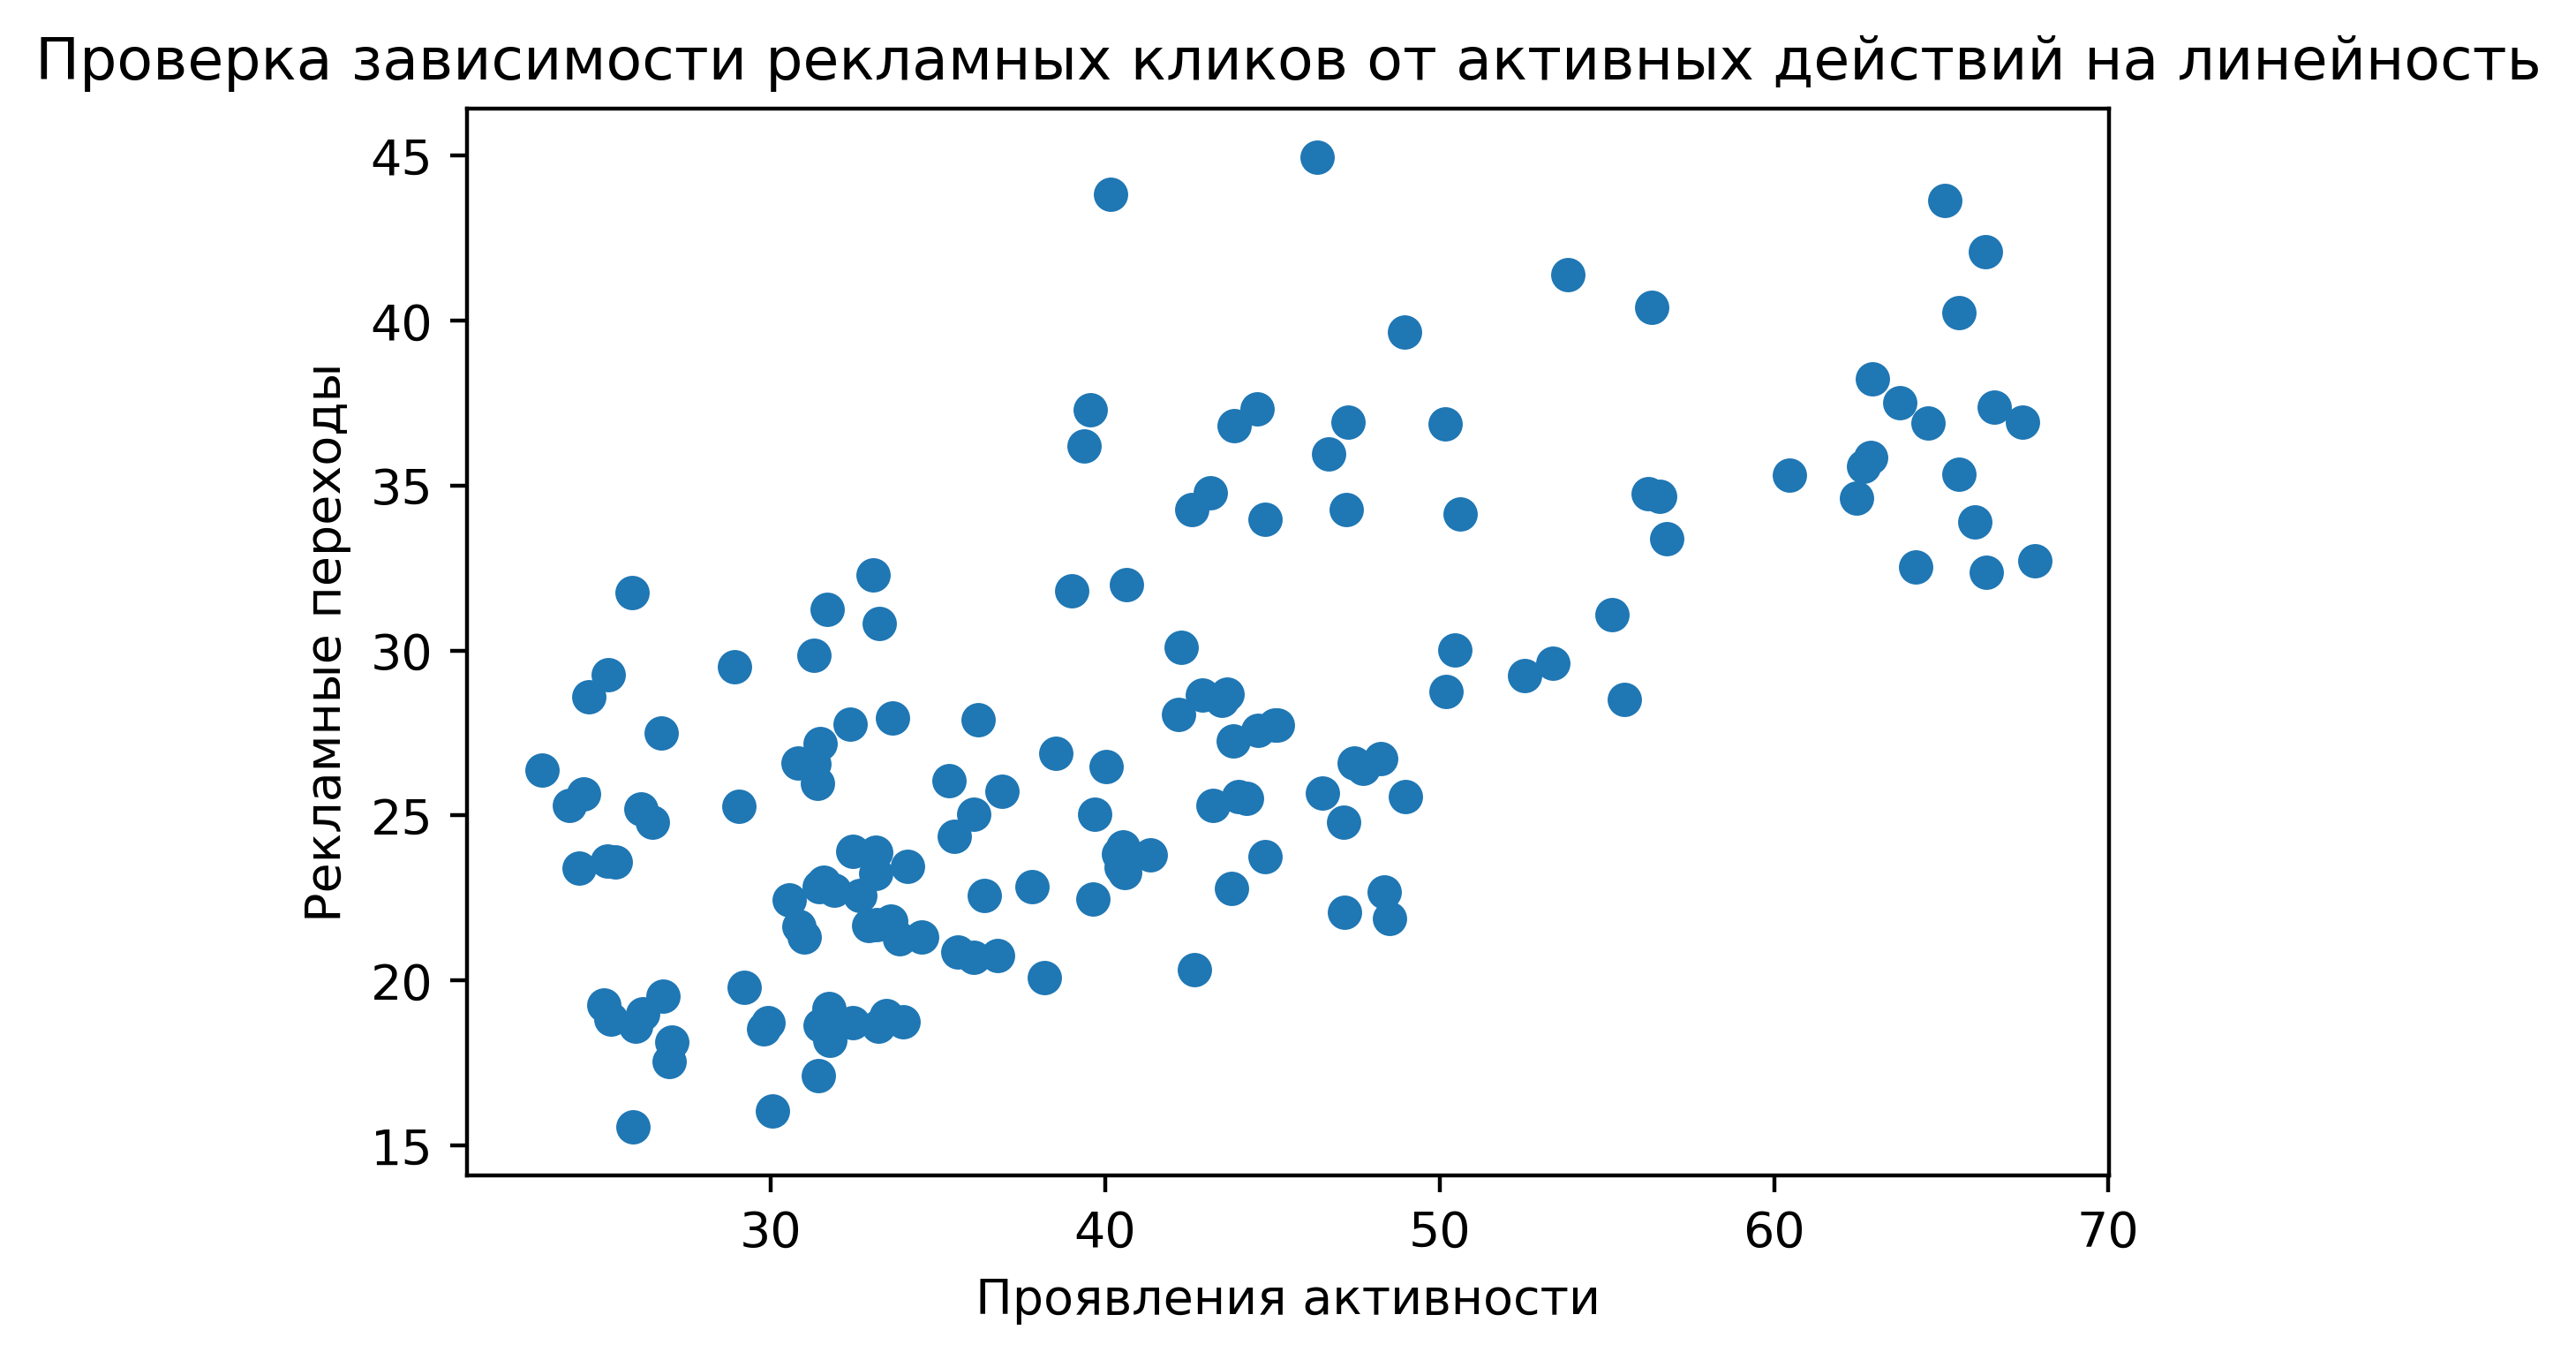 Проверка зависимости рекламных кликов от активных действий на линейность
45
40
35
30
25
20
15
Рекламные переходы
30 40 50 60 70
Проявления активности